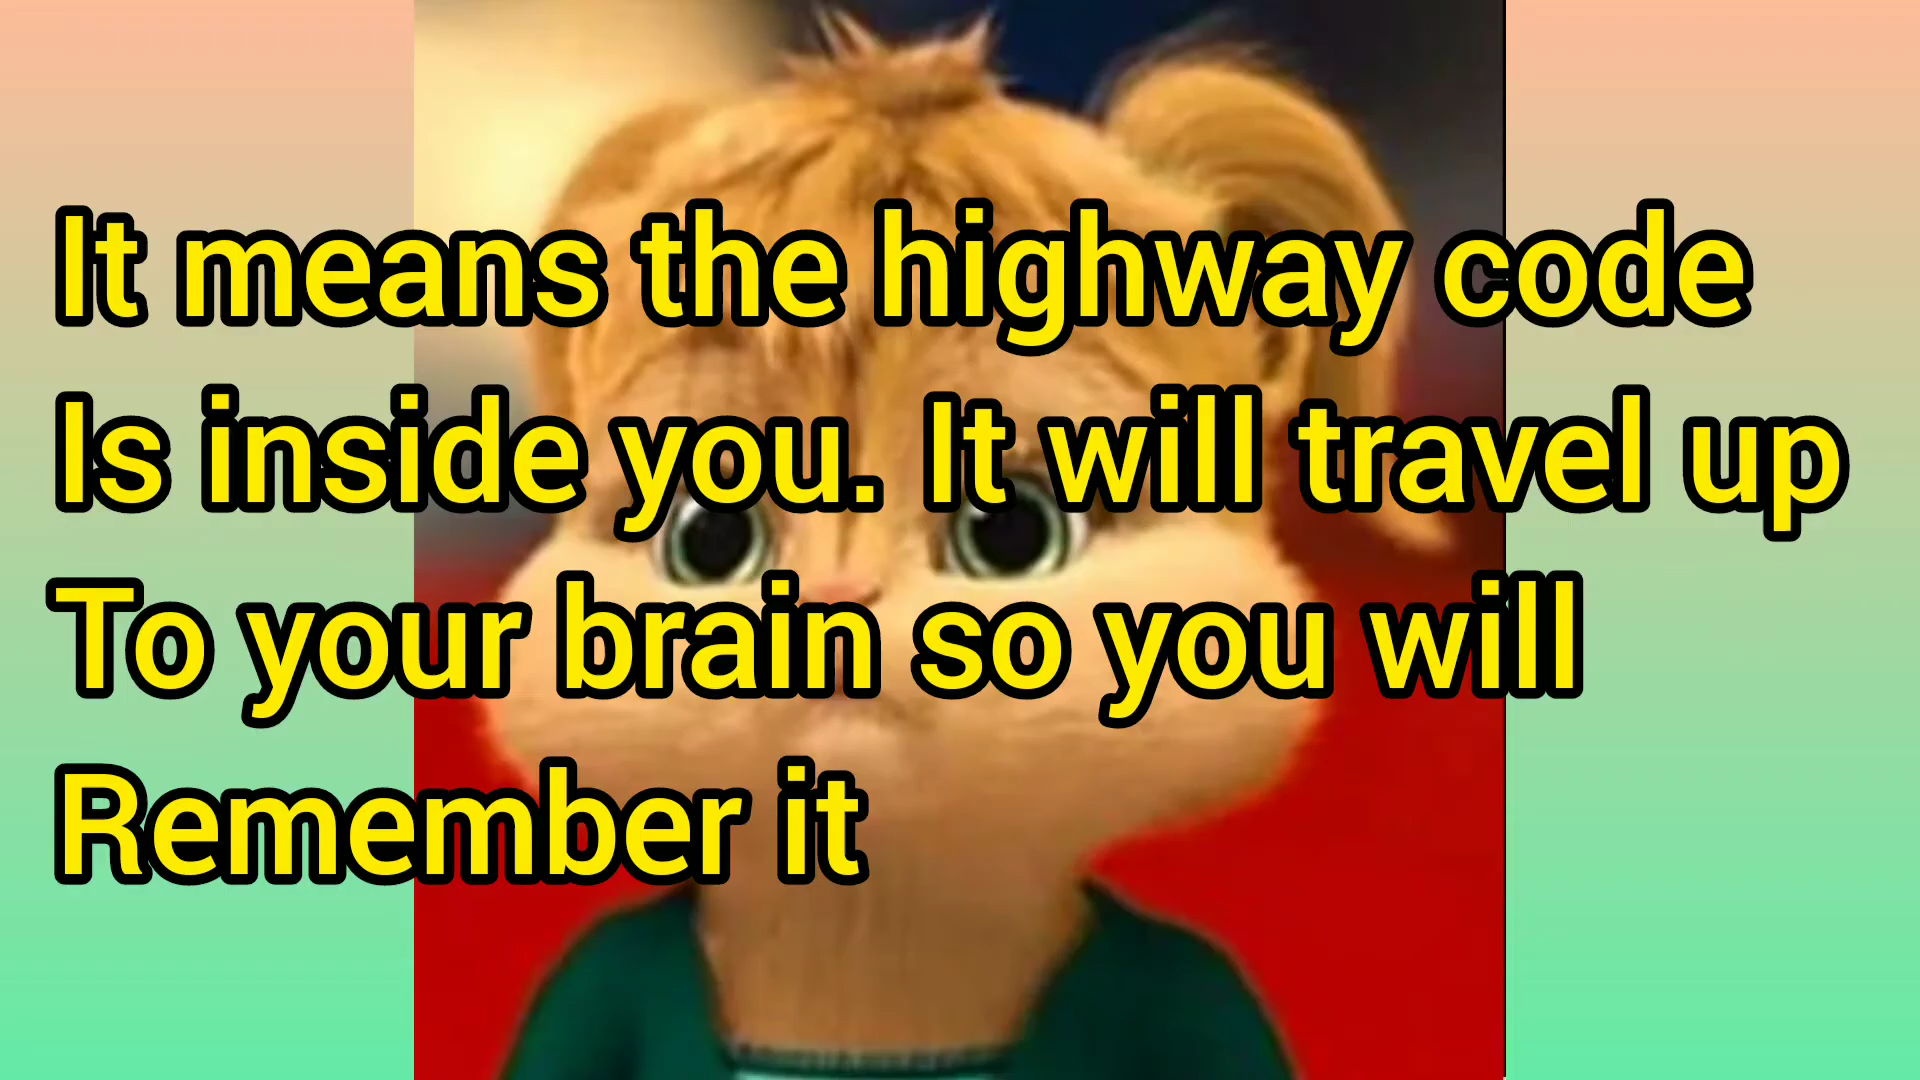 It means the highway code
Is inside you. It will travel up
To your brain so you will
Remember it